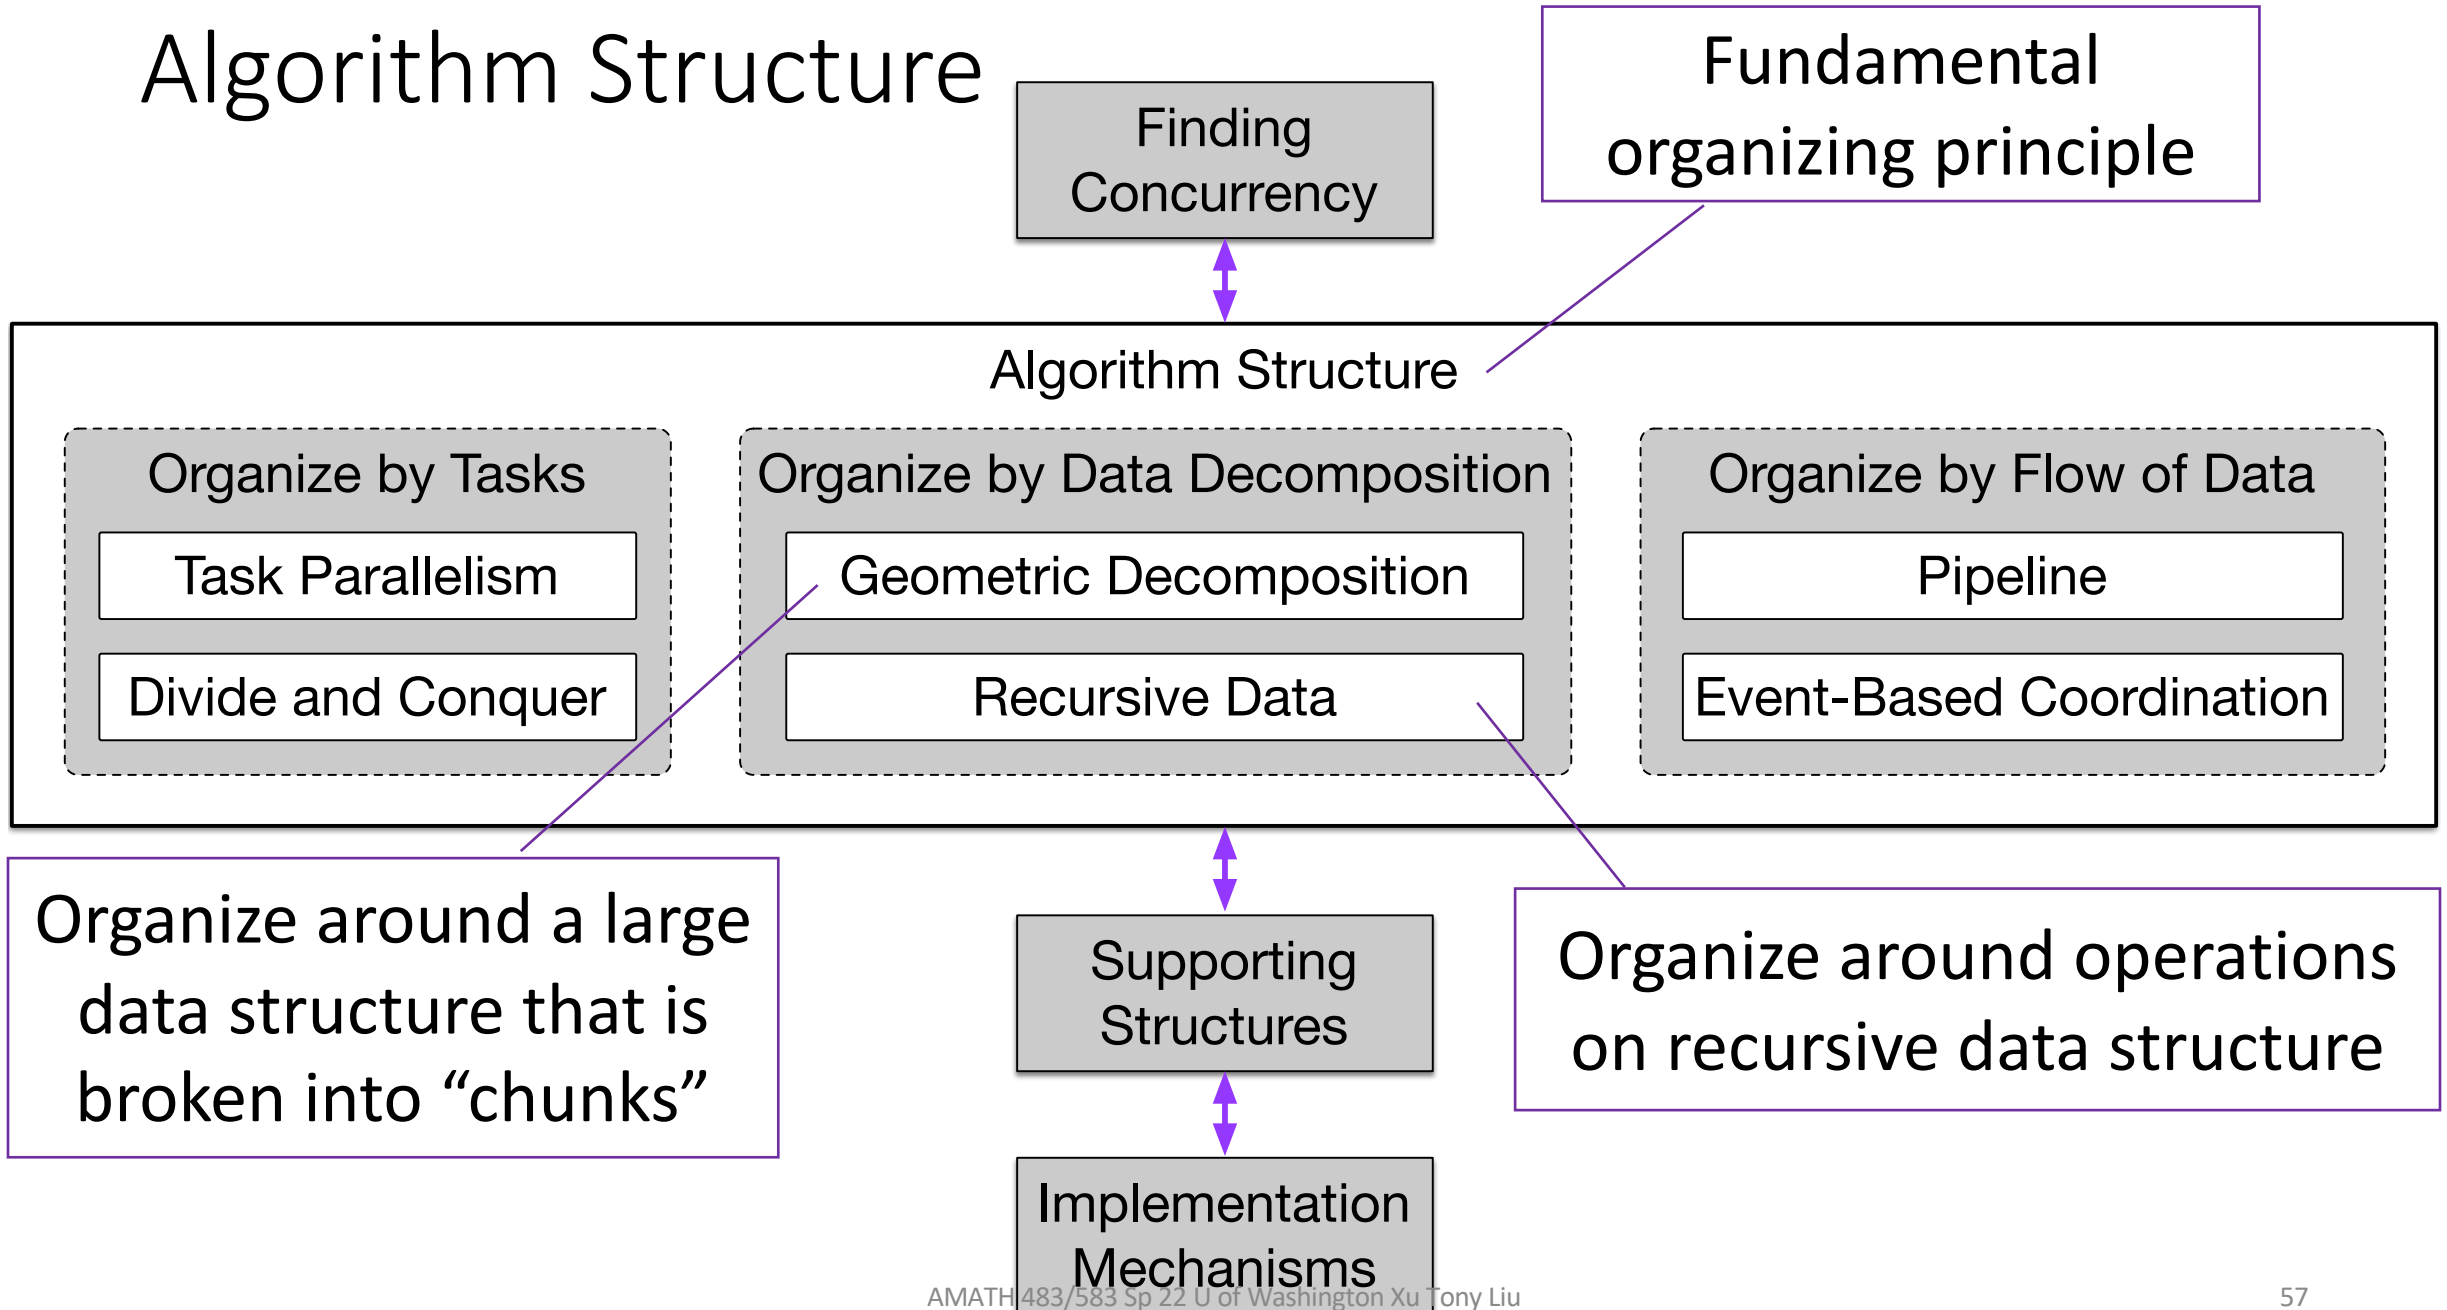 Algorithm Structure
Fundamental
organizing principle
Finding
Concurrency
Algorithm Structure
Organize by Tasks
Task Parallelism
Divide and Conquer
Organize by Data Decomposition
Geometric Decomposition
Recursive Data
Organize by Flow of Data
Pipeline
Event-Based Coordination
Organize around a large
data structure that is
broken into “chunks”
Supporting
Structures
Organize around operations
on recursive data structure
Implementation
Mechanisms
AMATH 483/583 Sp 22 U of Washington Xu Tony Liu
57